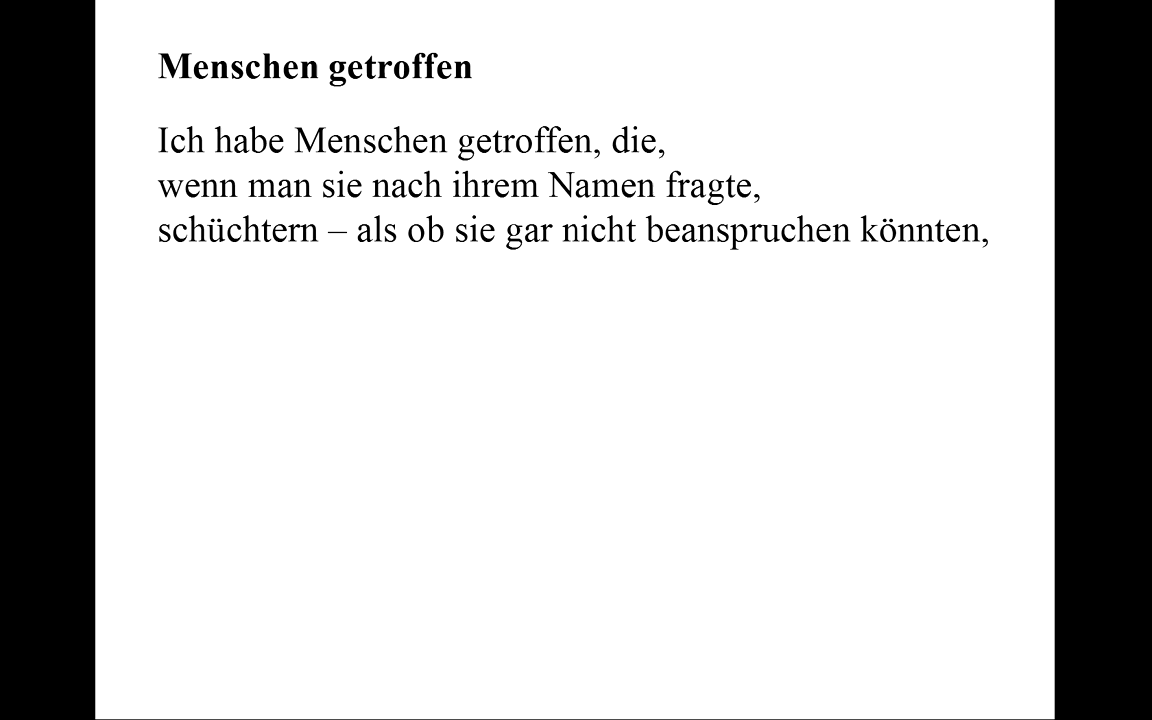 Menschen getroffen
Ich habe Menschen getroffen, die,
wenn man sie nach ihrem Namen fragte,
schüchtern – als ob sie gar nicht beanspruchen könnten,